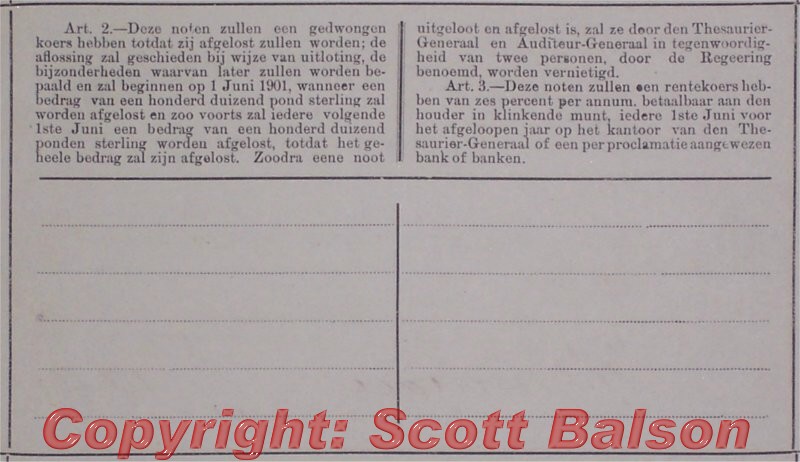 Art. 2.—Deze noten zullen een gedwongen
koers hebben totdat zij afgelost zullen worden; de
aflossing zal geschieden bij wijze van uitloting, de
bijzonderheden waarvan later zullen worden be-
paald en zal beginnen op 1 Juni 1901, wanneer een
bedrag van een honderd duizend pond sterling zal
worden afgelost en zoo voorts zal iedere volgende
1ste Juni een bedrag van een honderd duizend
ponden sterling worden afgelost, totdat het ge-
heele bedrag zal zijn afgelost. Zoodra eene noot
uitgeloot en afgelost is, zal ze door den Thesaurier-
Generaal en Auditeur-Generaal in tegenwoordig-
heid van twee personen, door de Regeering
benoemd, worden vernietigd.
Art. 3.—Deze noten zullen een rentekoers heb-
ben van zes percent per annum. betaalbaar aan den
houder in klinkende munt, iedere 1ste Juni voor
het afgeloopen jaar op het kantoor van den The-
saurier-Generaal of een per proclamatie aangewezen
bank of banken.
Copyright: Scott Balson